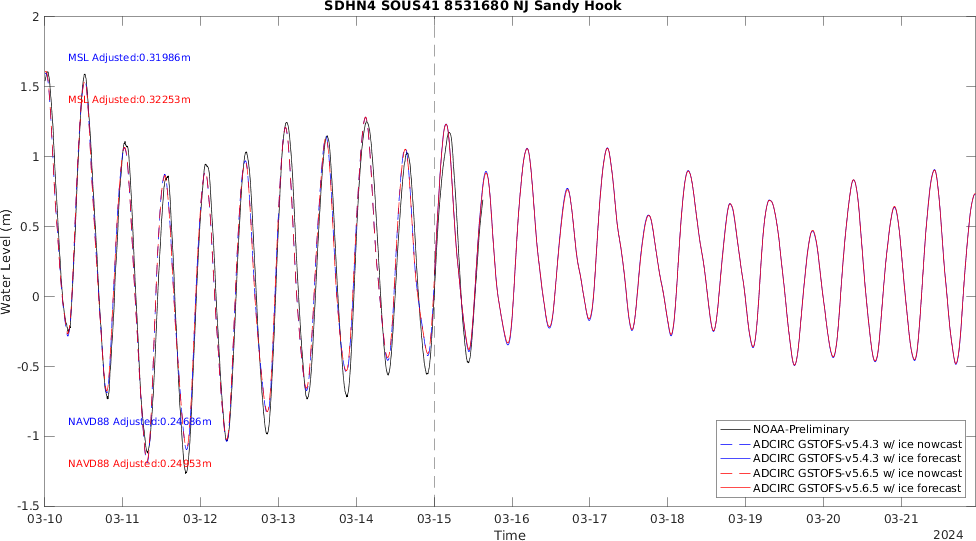 SDHN4 SOUS41 8531680 NJ Sandy Hook
2
1.5
1
0.5
0
-0.5
-1
-1.5
Water Level (m)
MSL Adjusted:0.31986m
MSL Adjusted:0.32253m
NAVD88 Adjusted:0.24686m
NAVD88 Adjusted:0.24953m
NOAA-Preliminary
ADCIRC GSTOFS-v5.4.3 w/ ice nowcast
ADCIRC GSTOFS-v5.4.3 w/ ice forecast
ADCIRC GSTOFS-v5.6.5 w/ ice nowcast
ADCIRC GSTOFS-v5.6.5 w/ ice forecast
03-10 03-11 03-12 03-13 03-14 03-15 03-16 03-17 03-18 03-19 03-20 03-21
Time
2024